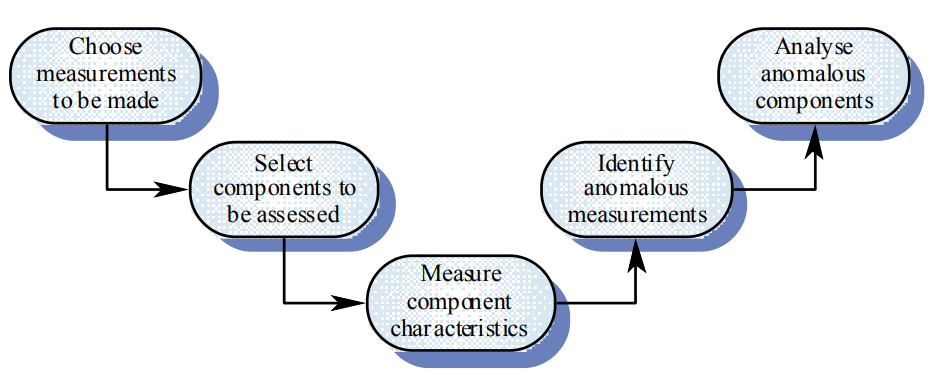 Choose
measurements
to be made
Select
components to
be assessed
Measure
component
characteristics
Identify
anomalous
measurements
Analyse
anomalous
components